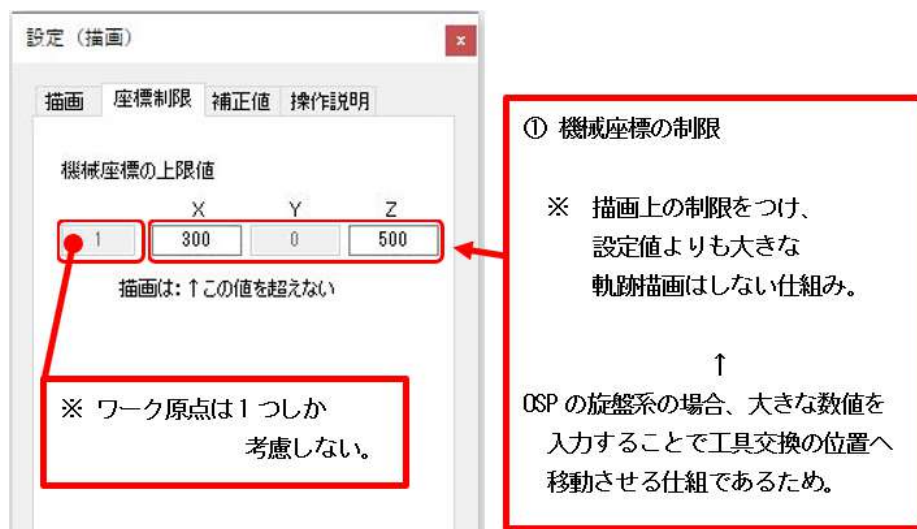 設定（描画）
x
描画 座標制限 補正値 操作説明
機械座標の上限値
X Y Z
1 300 0 500
描画は：↑この値を超えない
※ ワーク原点は１つしか
考慮しない。
① 機械座標の制限
※ 描画上の制限をつけ、
設定値よりも大きな
軌跡描画はしない仕組み。
↑
OSP の旋盤系の場合、大きな数値を
入力することで工具交換の位置へ
移動させる仕組であるため。